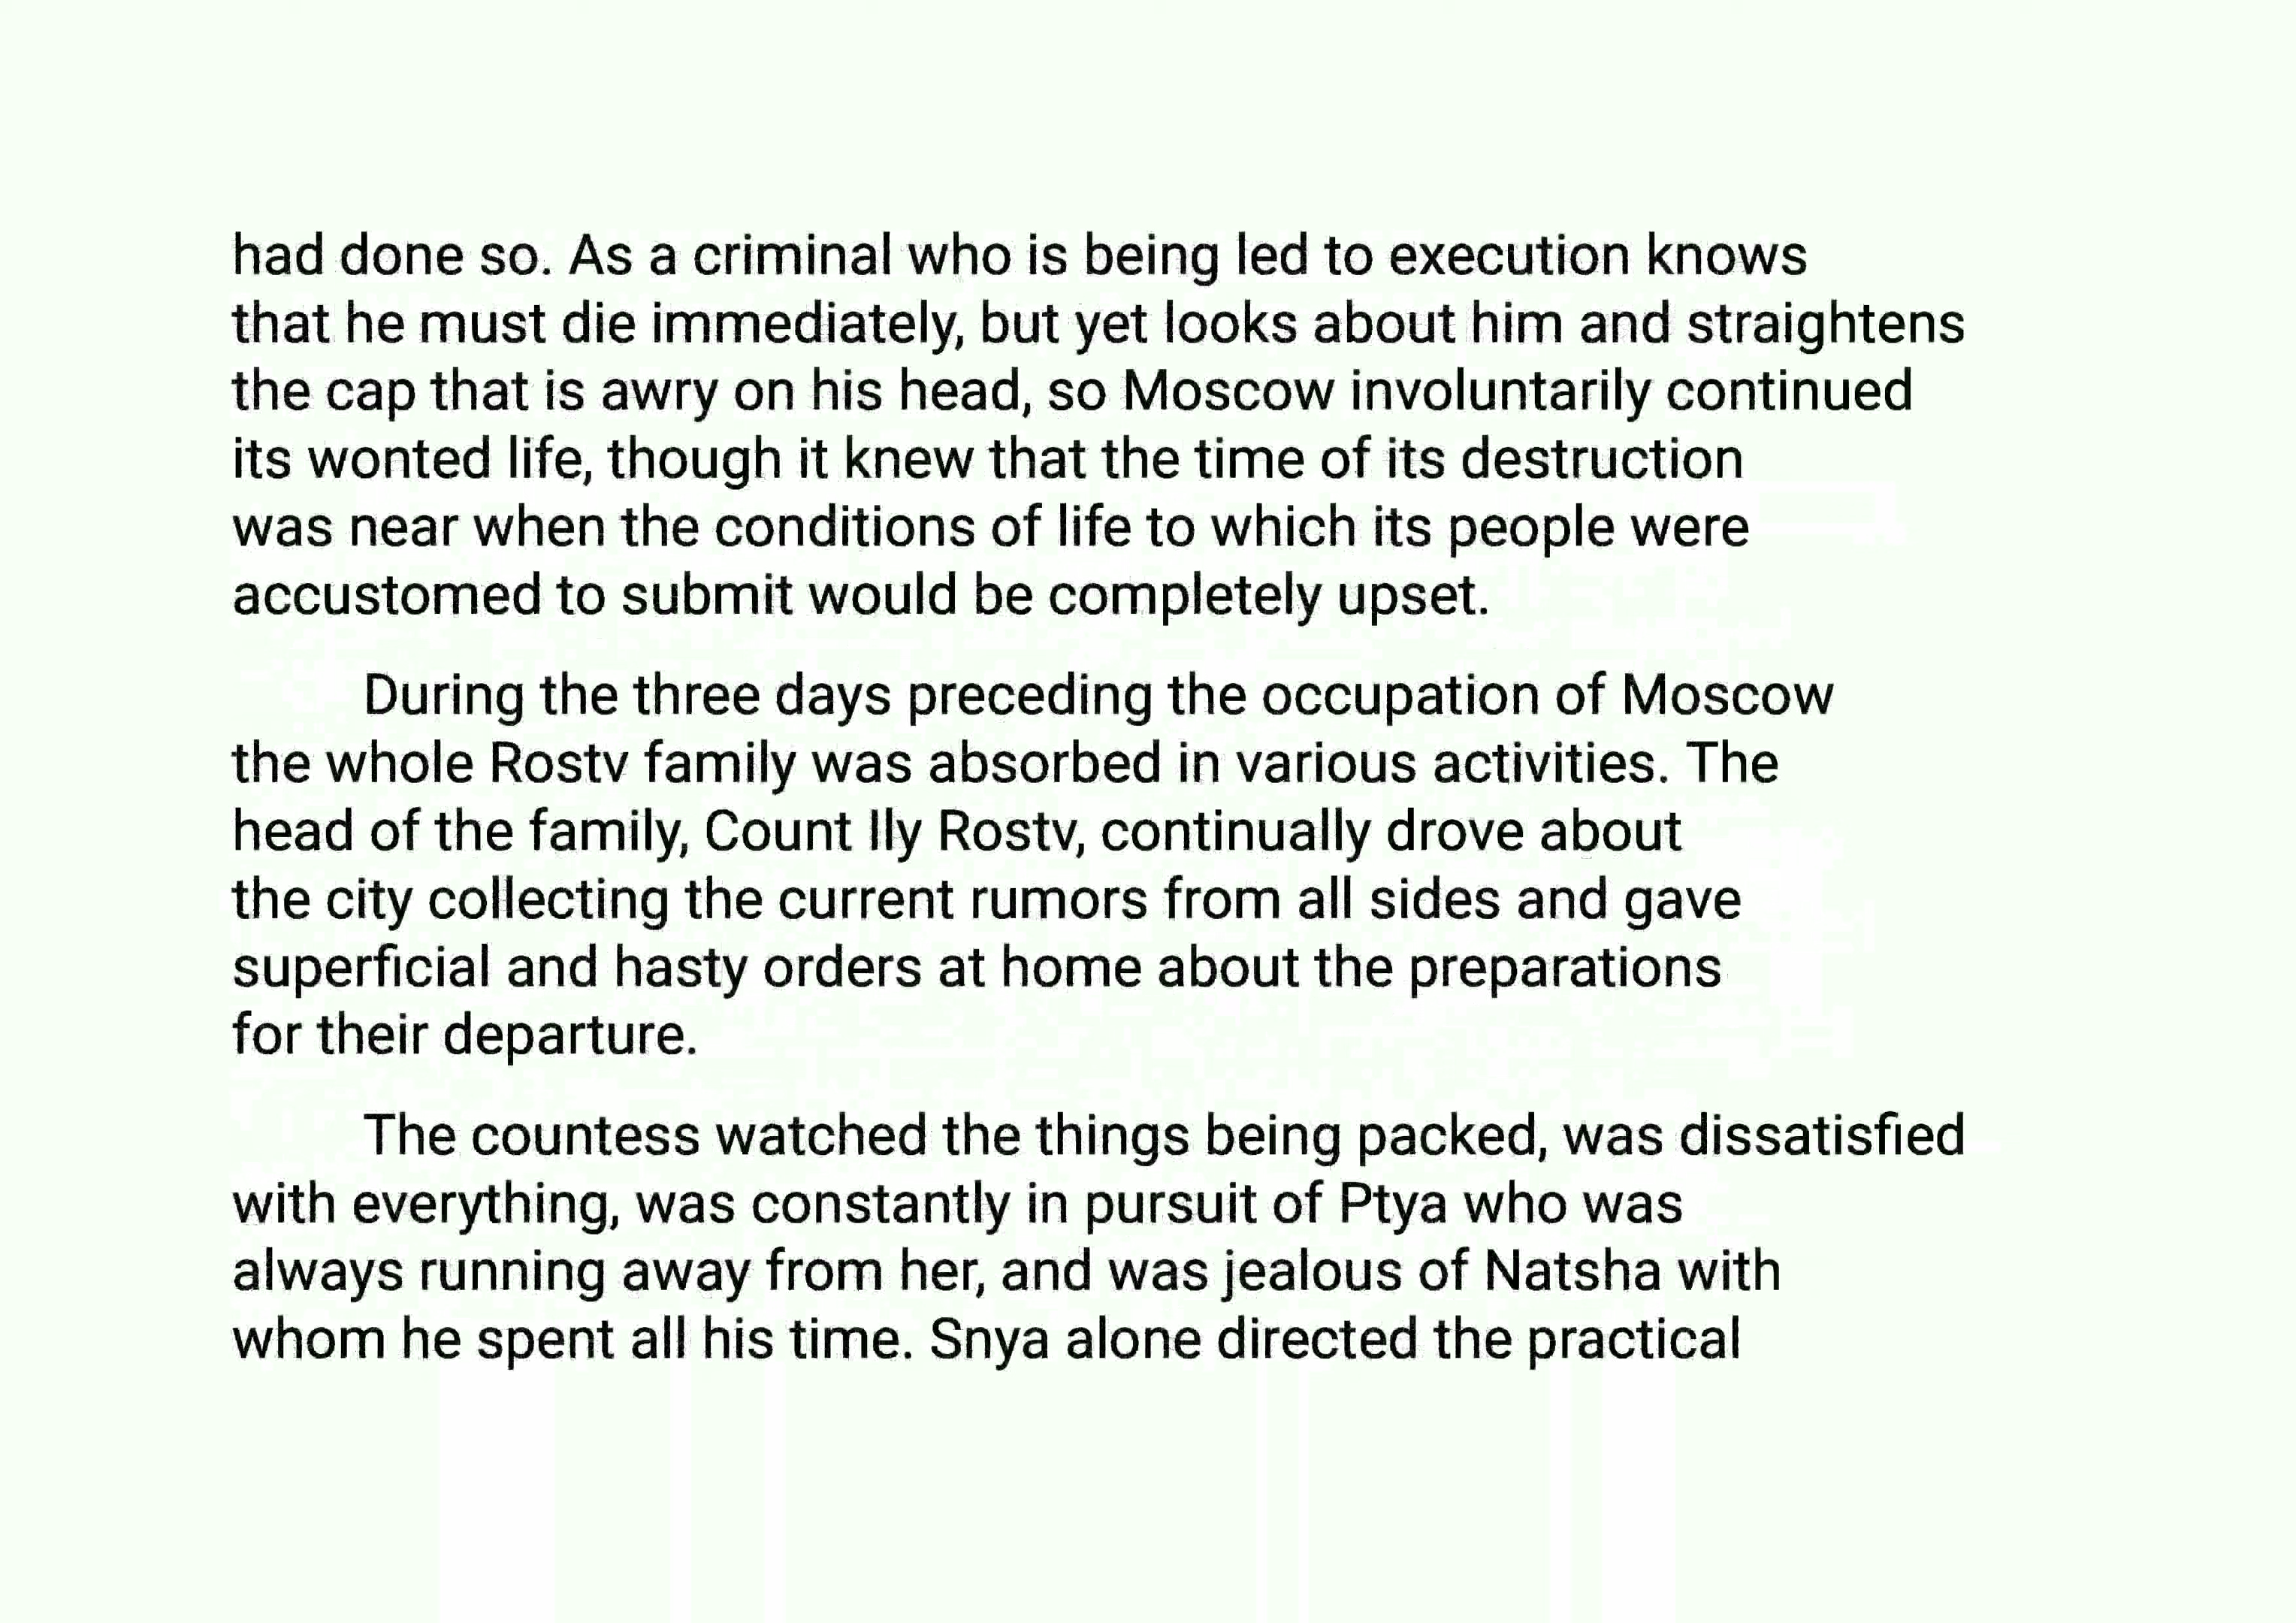 had done so. As a criminal who is being led to execution knows
that he must die immediately, but yet looks about him and straightens
the cap that is awry on his head, so Moscow involuntarily continued
its wonted life, though it knew that the time of its destruction
was near when the conditions of life to which its people were
accustomed to submit would be completely upset.
During the three days preceding the occupation of Moscow
the whole Rostv family was absorbed in various activities. The
head of the family, Count Ily Rostv, continually drove about
the city collecting the current rumors from all sides and gave
superficial and hasty orders at home about the preparations
for their departure.
The countess watched the things being packed, was dissatisfied
with everything, was constantly in pursuit of Ptya who was
always running away from her, and was jealous of Natsha with
whom he spent all his time. Snya alone directed the practical